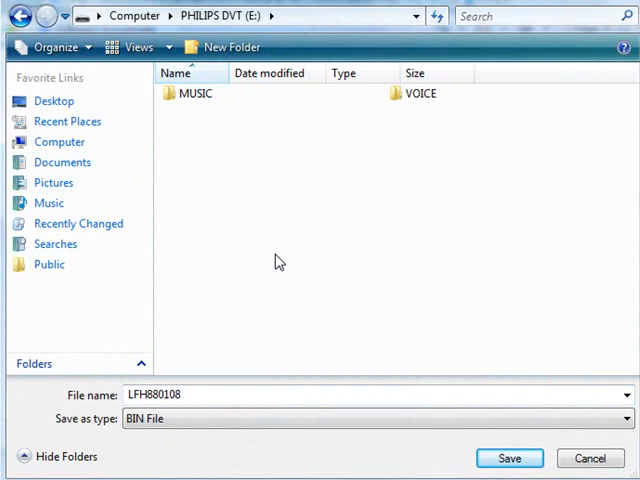 Computer PHILIPS DVT (E:) Search
Organize Views New Folder
Favorite Links
Desktop
Recent Places
Computer
Documents
Pictures
Music
Recently Changed
Searches
Public
Folders
Name Date modified Type Size
MUSIC VOICE
File name: LFH880108
Save as type: BIN File
Hide Folders Save Cancel